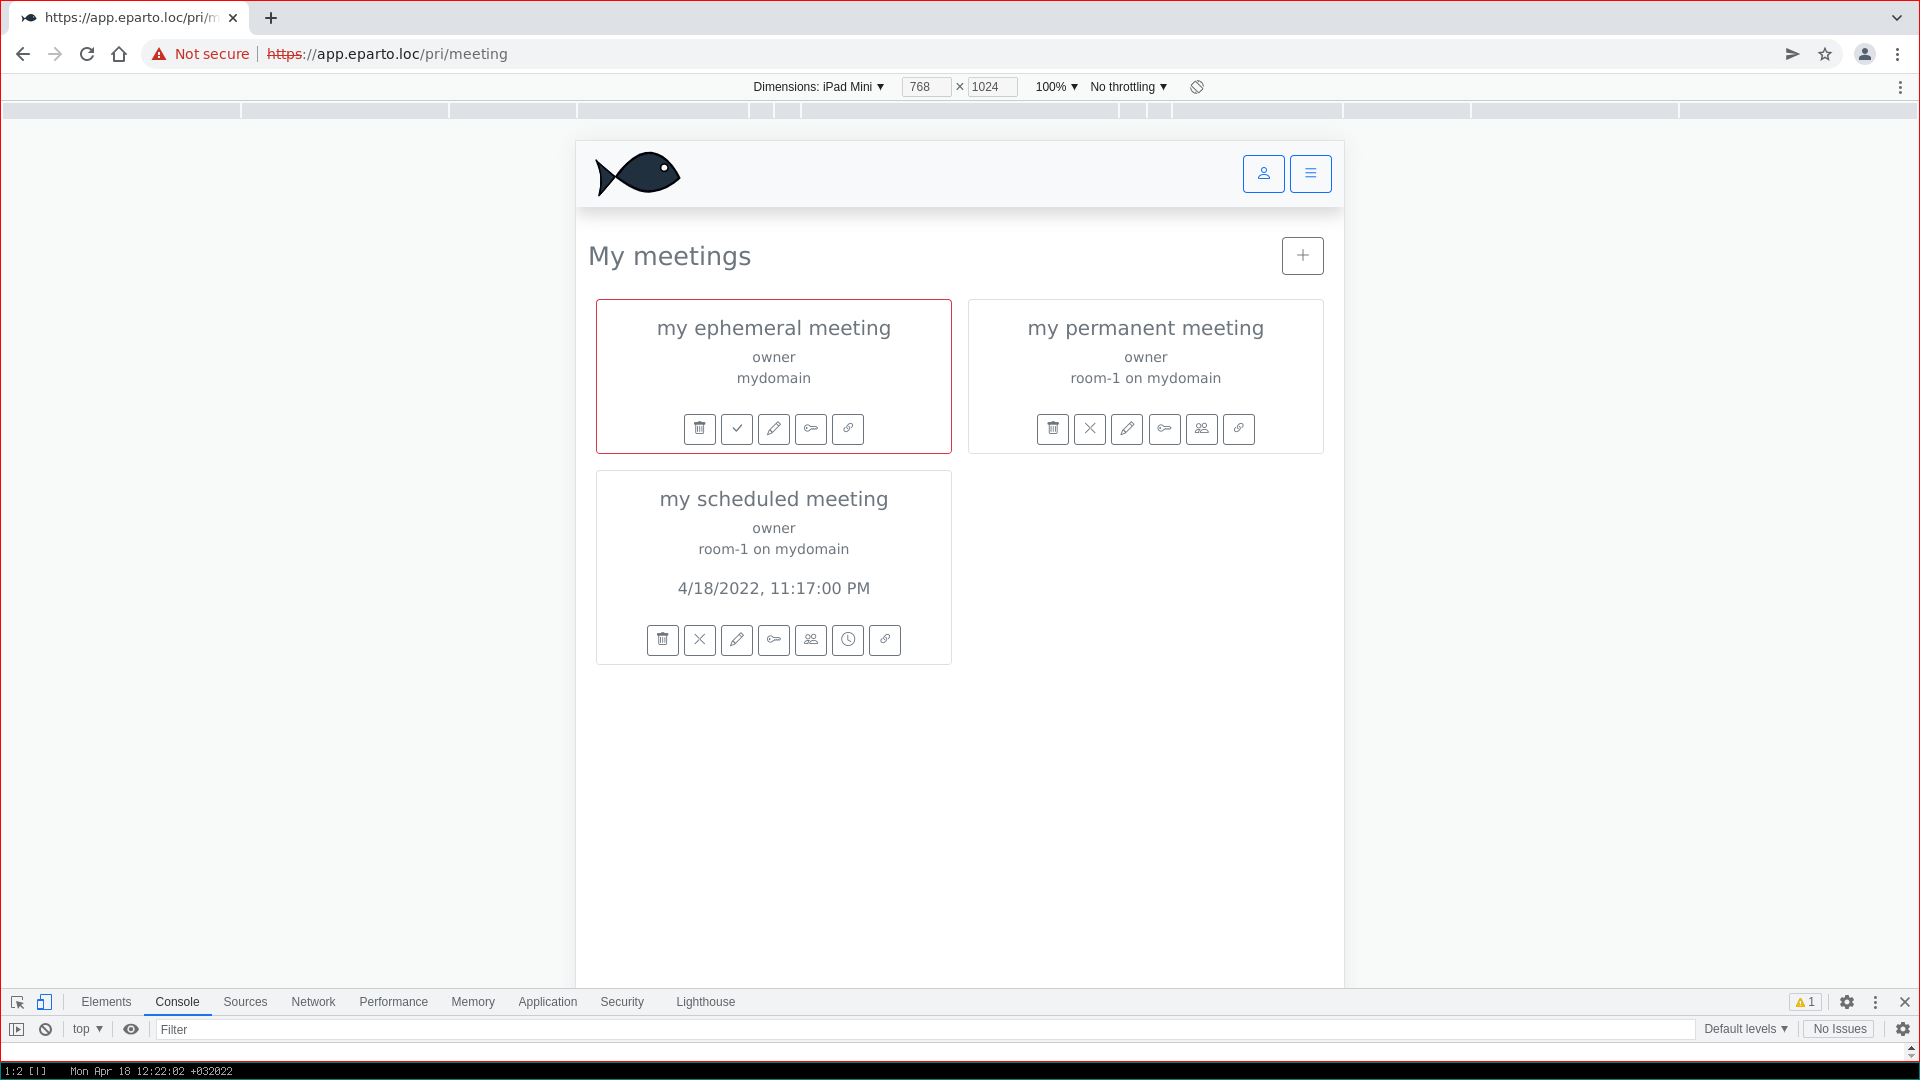 https://app.eparto.loc/pri/m
Not secure https://app.eparto.loc/pri/meeting
Dimensions: iPad Mini 768 × 1024 100% No throttling
My meetings
my ephemeral meeting
owner
mydomain
my permanent meeting
owner
room-1 on mydomain
my scheduled meeting
owner
room-1 on mydomain
4/18/2022, 11:17:00 PM
Elements Console Sources Network Performance Memory Application Security Lighthouse 1
top Filter Default levels No Issues
1:2 [|] Mon Apr 18 12:22:02 +032022